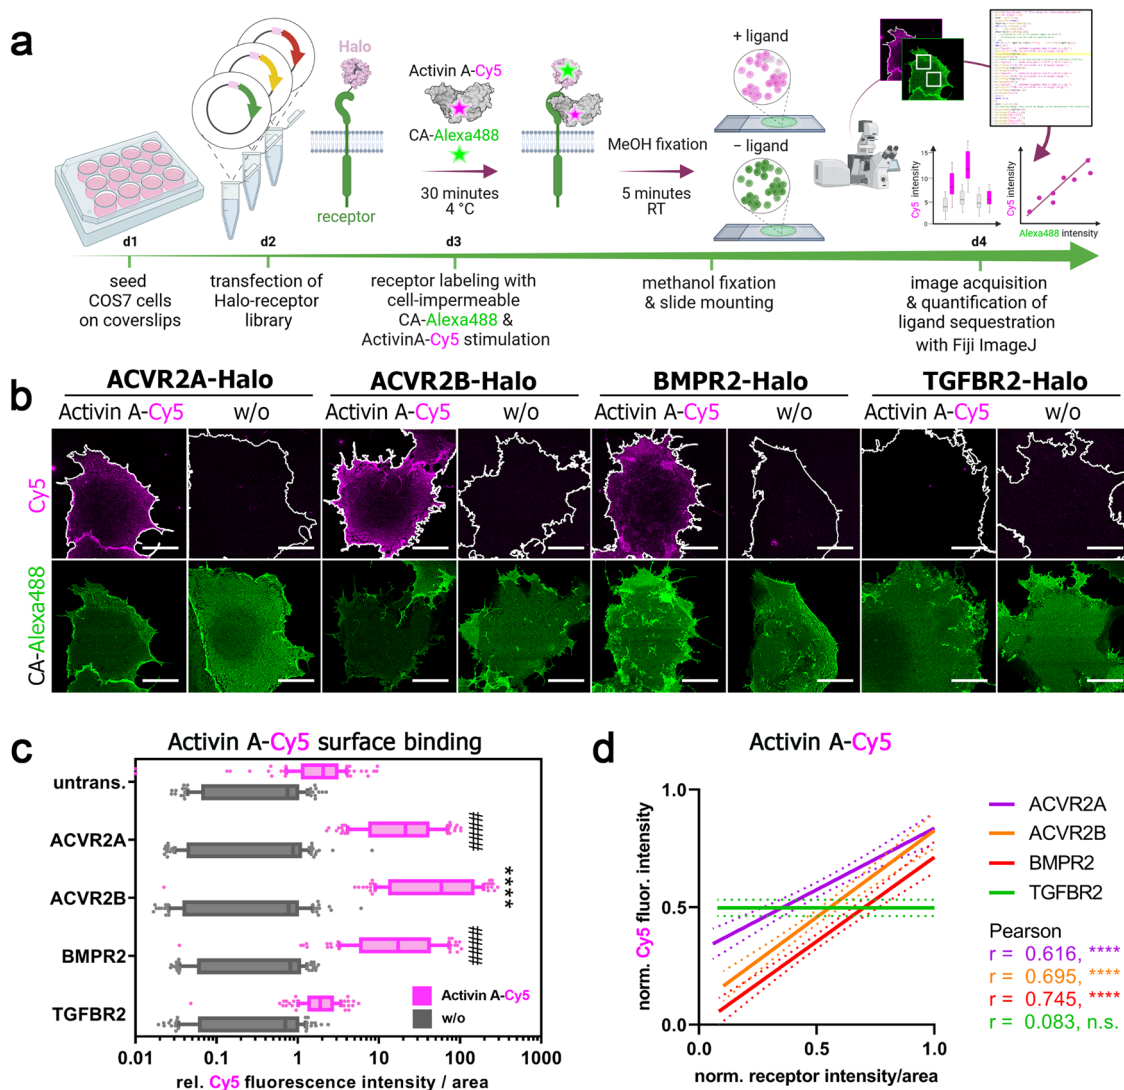 a
Halo
Activin A-Cy5
CA-Alexa488
30 minutes
4 °C
receptor
MeOH fixation
5 minutes
RT
+ ligand
− ligand
Cy5 intensity
15
10
5
0
Cy5 intensity
Alexa488 intensity
d1
d2
d3
d4
seed
COS7 cells
on coverslips
transfection of
Halo-receptor
library
receptor labeling with
cell-impermeable
CA-Alexa488 &
ActivinA-Cy5 stimulation
methanol fixation
& slide mounting
image acquisition
& quantification of
ligand sequestration
with Fiji ImageJ
b
ACVR2A-Halo
ACVR2B-Halo
BMPR2-Halo
TGFBR2-Halo
Activin A-Cy5
w/o
Activin A-Cy5
w/o
Activin A-Cy5
w/o
Activin A-Cy5
w/o
Cy5
CA-Alexa488
c
Activin A-Cy5 surface binding
untrans.
ACVR2A
####
ACVR2B
****
BMPR2
####
TGFBR2
Activin A-Cy5
w/o
0.01
0.1
1
10
100
1000
rel. Cy5 fluorescence intensity / area
d
Activin A-Cy5
norm. Cy5 fluor. intensity
1.0
0.5
0.0
0.0
0.5
1.0
norm. receptor intensity/area
ACVR2A
ACVR2B
BMPR2
TGFBR2
Pearson
r = 0.616, ****
r = 0.695, ****
r = 0.745, ****
r = 0.083, n.s.